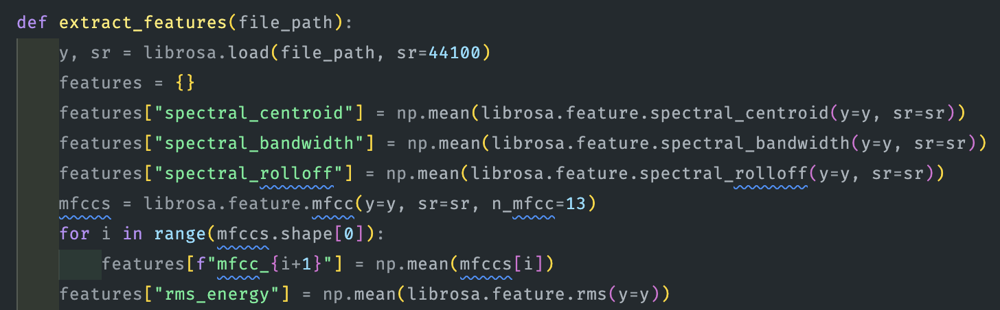 def extract_features(file_path):
    y, sr = librosa.load(file_path, sr=44100)
    features = {}
    features["spectral_centroid"] = np.mean(librosa.feature.spectral_centroid(y=y, sr=sr))
    features["spectral_bandwidth"] = np.mean(librosa.feature.spectral_bandwidth(y=y, sr=sr))
    features["spectral_rolloff"] = np.mean(librosa.feature.spectral_rolloff(y=y, sr=sr))
    mfccs = librosa.feature.mfcc(y=y, sr=sr, n_mfcc=13)
    for i in range(mfccs.shape[0]):
        features[f"mfcc_{i+1}"] = np.mean(mfccs[i])
    features["rms_energy"] = np.mean(librosa.feature.rms(y=y))